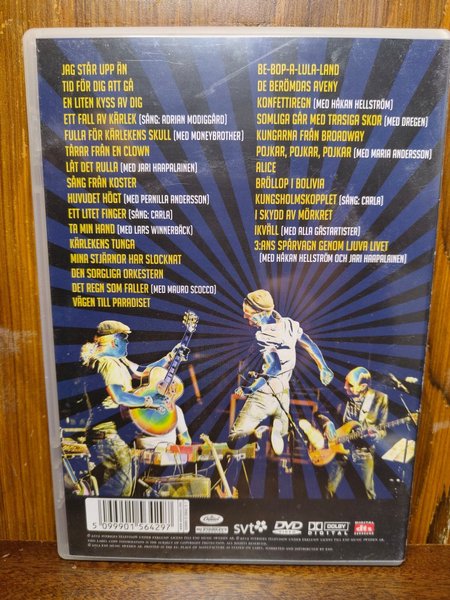 JAG STÅR UPP ÄN
TID FÖR DIG ATT GÅ
EN LITEN KYSS AV DIG
ETT FALL AV KÄRLEK (SÅNG: ADRIAN MODIGGÅRD)
FULLA FÖR KÄRLEKENS SKULL (MED MONEYBROTHER)
TÅRAR FRÅN EN CLOWN
LÅT DET RULLA (MED JARI HAAPALAINEN)
SÅNG FRÅN KOSTER
HUVUDET HÖGT (MED PERNILLA ANDERSSON)
ETT LITET FINGER (SÅNG: CARLA)
TA MIN HAND (MED LARS WINNERBÄCK)
KÄRLEKENS TUNGA
MINA STJÄRNOR HAR SLOCKNAT
DEN SORGLIGA ORKESTERN
DET REGN SOM FALLER (MED MAURO SCOCCO)
VÄGEN TILL PARADISET
BE-BOP-A-LULA-LAND
DE BERÖMDAS AVENY
KONFETTIREGN (MED HÅKAN HELLSTRÖM)
SOMLIGA GÅR MED TRASIGA SKOR (MED DREGEN)
KUNGARNA FRÅN BROADWAY
POJKAR, POJKAR, POJKAR (MED MARIA ANDERSSON)
ALICE
BRÖLLOP I BOLIVIA
KUNGSHOLMSKOPPLET (SÅNG: CARLA)
I SKYDD AV MÖRKRET
IKVÄLL (MED ALLA GÄSTARTISTER)
3:ANS SPÅRVAGN GENOM LJUVA LIVET
(MED HÅKAN HELLSTRÖM OCH JARI HAAPALAINEN)
5 099901 564297
Capitol
svt
DVD
VIDEO
DOLBY
DIGITAL
DIGITAL
dts